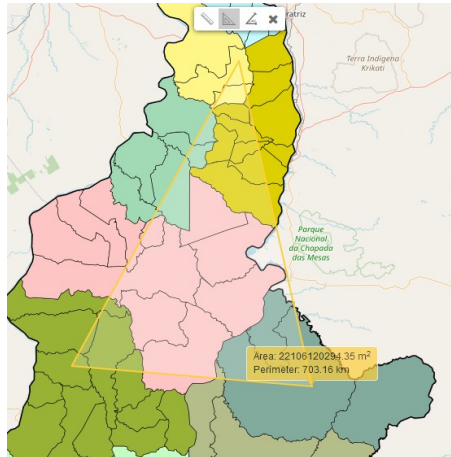 ratriz
Terra Indígena
Krikati
Parque
Nacional
da Chapada
das Mesas
Area: 22106120294.35 m²
Perimeter: 703.16 km